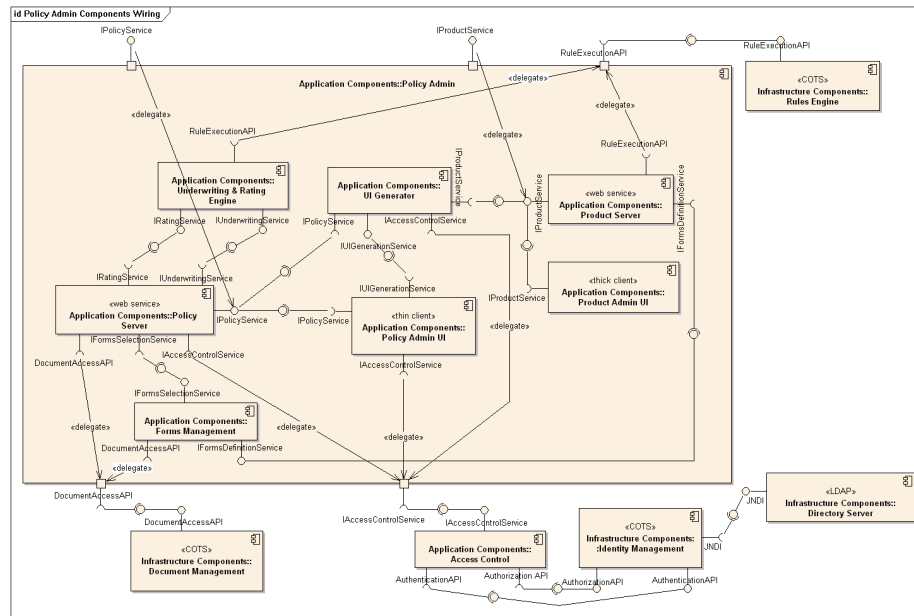 id Policy Admin Components Wiring
IPolicyService
IProductService
RuleExecutionAPI
RuleExecutionAPI
«COTS»
Infrastructure Components::
Rules Engine
Application Components::Policy Admin
«delegate»
«delegate»
«delegate»
«delegate»
RuleExecutionAPI
RuleExecutionAPI
Application Components::
Underwriting & Rating
Engine
Application Components::
UI Generator
IProductService
IProductService
«web service»
Application Components::
Product Server
IFormsDefinitionService
IRatingService
IUnderwritingService
IPolicyService
IAccessControlService
IUIGenerationService
IRatingService
IUnderwritingService
IUIGenerationService
«thick client»
Application Components::
Product Admin UI
IProductService
«web service»
Application Components::Policy
Server
IPolicyService
IPolicyService
«thin client»
Application Components::
Policy Admin UI
«delegate»
IFormsSelectionService
DocumentAccessAPI
IAccessControlService
IAccessControlService
IFormsSelectionService
Application Components::
Forms Management
«delegate»
«delegate»
«delegate»
DocumentAccessAPI
IFormsDefinitionService
«delegate»
DocumentAccessAPI
IAccessControlService
DocumentAccessAPI
«COTS»
Infrastructure Components::
Document Management
IAccessControlService
Application Components::
Access Control
AuthenticationAPI
Authorization API
«COTS»
Infrastructure Components:
:Identity Management
AuthorizationAPI
AuthenticationAPI
JNDI
JNDI
«LDAP»
Infrastructure Components::
Directory Server